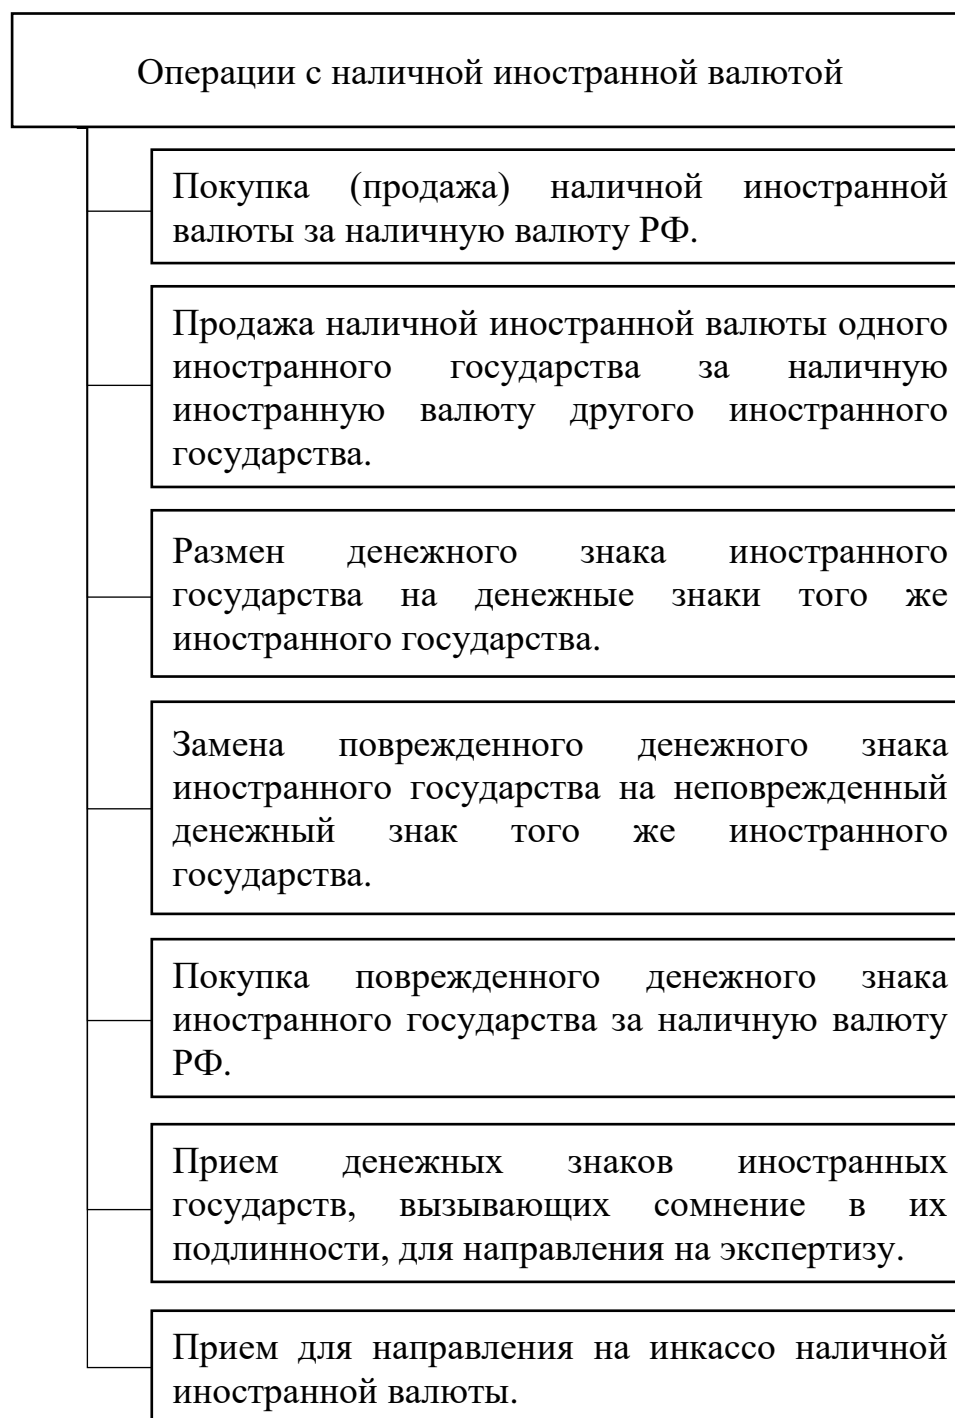 Операции с наличной иностранной валютой
Покупка (продажа) наличной иностранной
валюты за наличную валюту РФ.
Продажа наличной иностранной валюты одного
иностранного государства за наличную
иностранную валюту другого иностранного
государства.
Размен денежного знака иностранного
государства на денежные знаки того же
иностранного государства.
Замена поврежденного денежного знака
иностранного государства на неповрежденный
денежный знак того же иностранного
государства.
Покупка поврежденного денежного знака
иностранного государства за наличную валюту
РФ.
Прием денежных знаков иностранных
государств, вызывающих сомнение в их
подлинности, для направления на экспертизу.
Прием для направления на инкассо наличной
иностранной валюты.